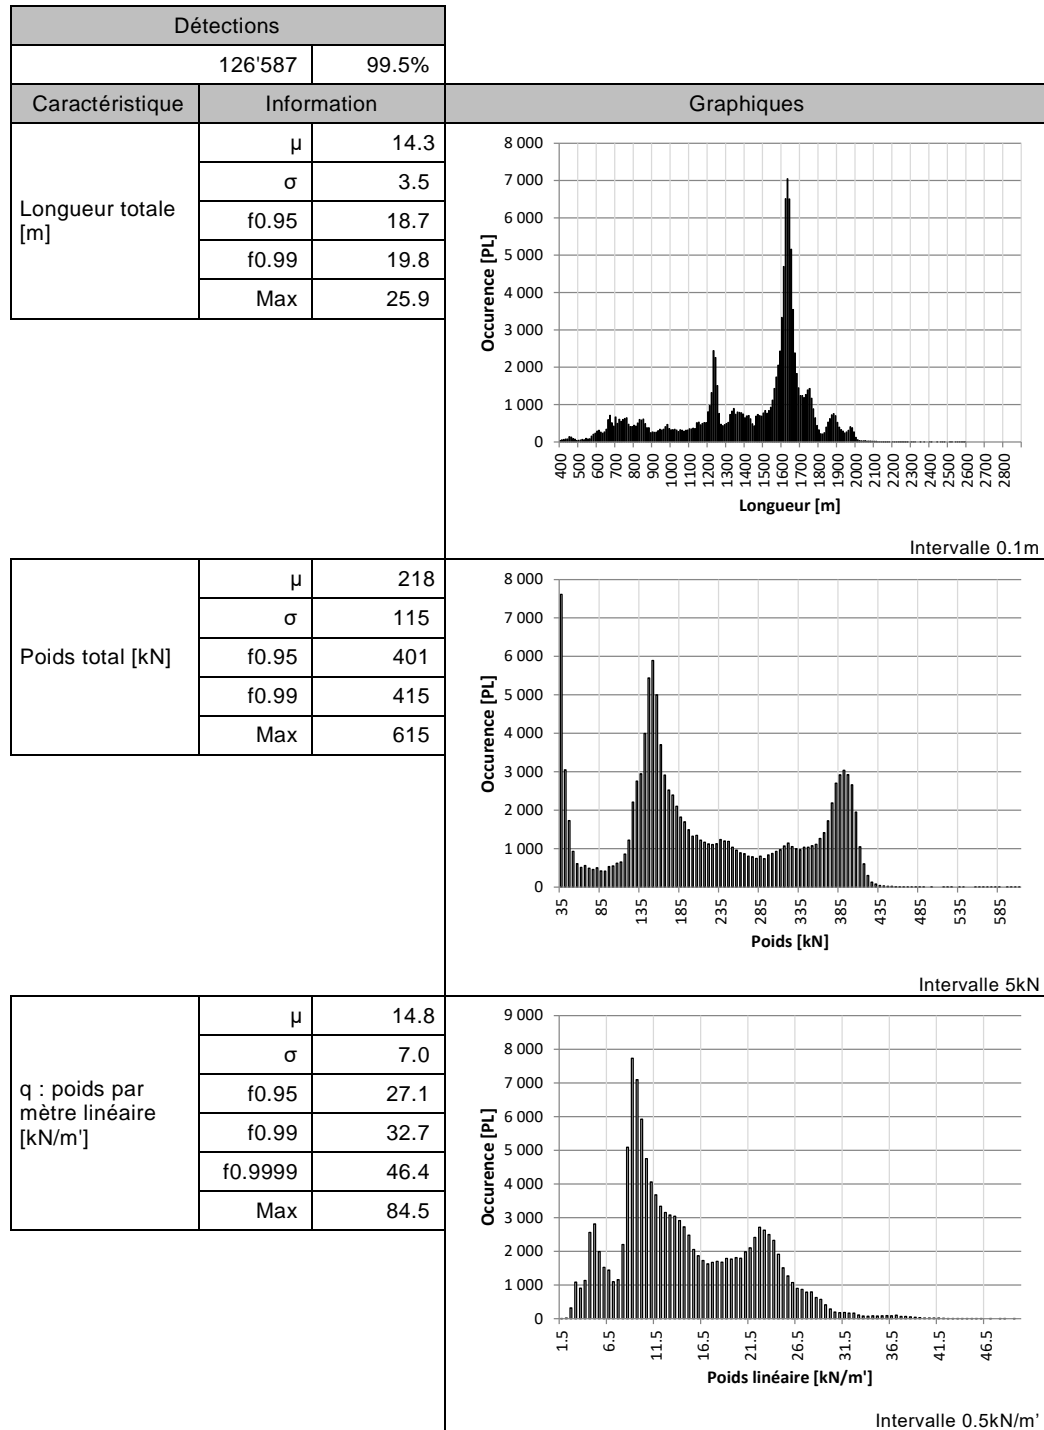 Détections
126'587 99.5%
Caractéristique Information Graphiques
Longueur totale [m]
μ 14.3
σ 3.5
f0.95 18.7
f0.99 19.8
Max 25.9
8 000
7 000
6 000
5 000
4 000
3 000
2 000
1 000
0
Occurence [PL]
400 500 600 700 800 900 1000 1100 1200 1300 1400 1500 1600 1700 1800 1900 2000 2100 2200 2300 2400 2500 2600 2700 2800
Longueur [m]
Intervalle 0.1m
Poids total [kN]
μ 218
σ 115
f0.95 401
f0.99 415
Max 615
8 000
7 000
6 000
5 000
4 000
3 000
2 000
1 000
0
Occurence [PL]
35 85 135 185 235 285 335 385 435 485 535 585
Poids [kN]
Intervalle 5kN
q : poids par
mètre linéaire
[kN/m']
μ 14.8
σ 7.0
f0.95 27.1
f0.99 32.7
f0.9999 46.4
Max 84.5
9 000
8 000
7 000
6 000
5 000
4 000
3 000
2 000
1 000
0
Occurence [PL]
1.5 6.5 11.5 16.5 21.5 26.5 31.5 36.5 41.5 46.5
Poids linéaire [kN/m']
Intervalle 0.5kN/m’